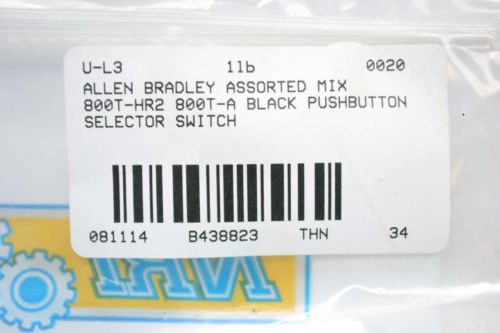 U-L3 1lb 0020
ALLEN BRADLEY ASSORTED MIX
800T-HR2 800T-A BLACK PUSHBUTTON
SELECTOR SWITCH
081114 B438823 THN 34